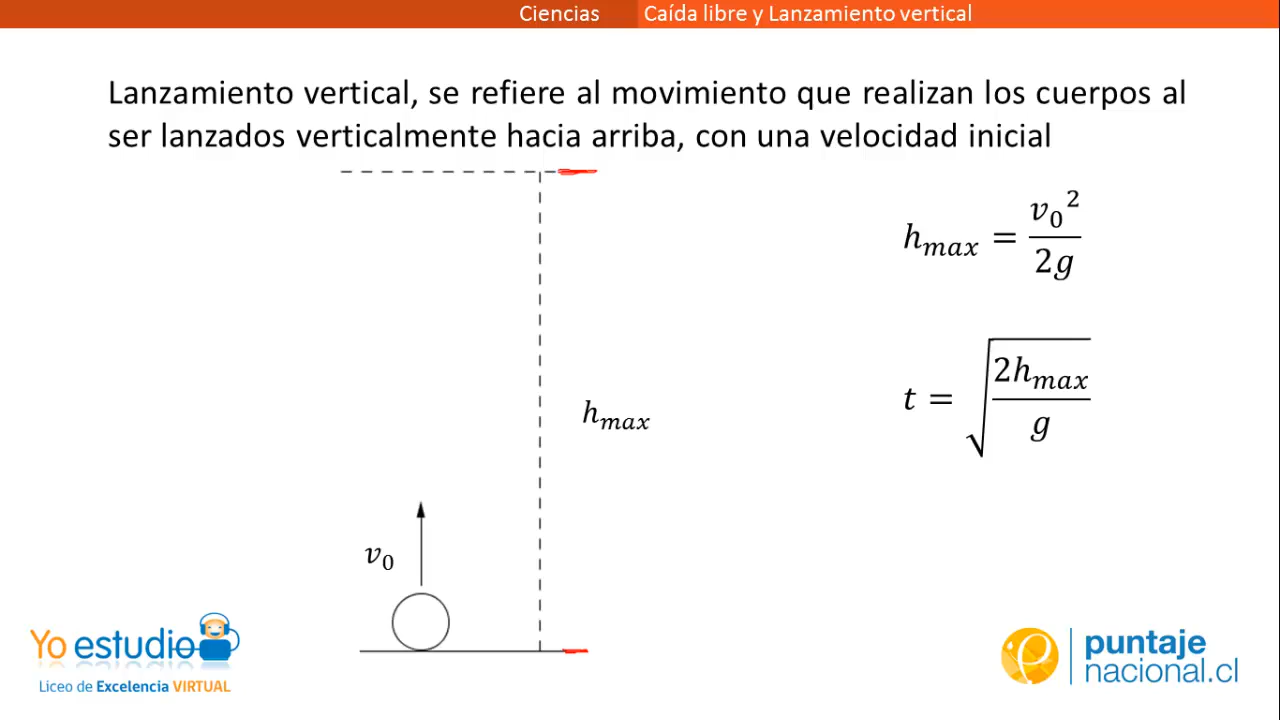 Ciencias Caída libre y Lanzamiento vertical
Lanzamiento vertical, se refiere al movimiento que realizan los cuerpos al
ser lanzados verticalmente hacia arriba, con una velocidad inicial
h_max = v_0^2 / 2g
t = √(2h_max / g)
h_max
v_0
Yo estudio
Liceo de Excelencia VIRTUAL
puntaje
nacional.cl